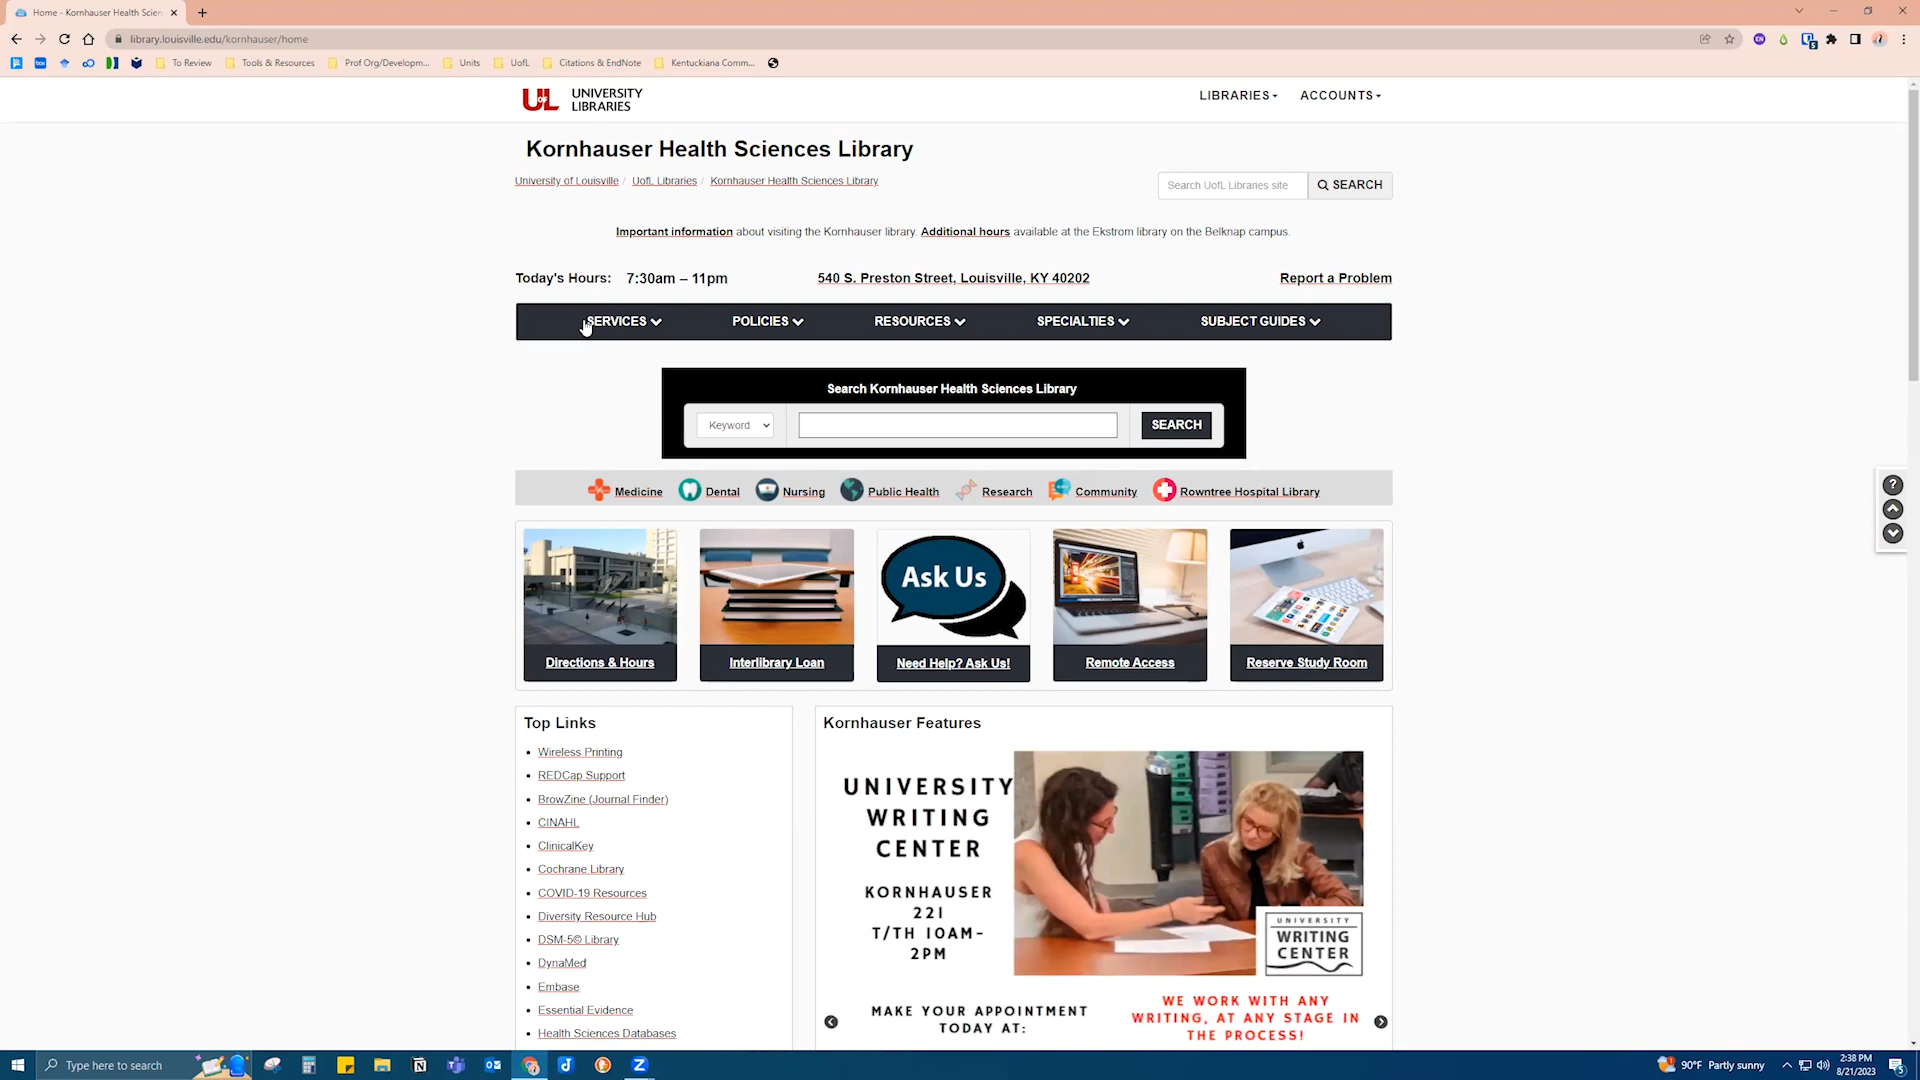 Home - Kornhauser Health Scien
library.louisville.edu/kornhauser/home
To Review
Tools & Resources
Prof Org/Developm...
Units
UofL
Citations & EndNote
Kentuckiana Comm...
UNIVERSITY
LIBRARIES
LIBRARIES
ACCOUNTS
Kornhauser Health Sciences Library
University of Louisville / UofL Libraries / Kornhauser Health Sciences Library
Search UofL Libraries site
SEARCH
Important information about visiting the Kornhauser library. Additional hours available at the Ekstrom library on the Belknap campus.
Today's Hours: 7:30am – 11pm
540 S. Preston Street, Louisville, KY 40202
Report a Problem
SERVICES
POLICIES
RESOURCES
SPECIALTIES
SUBJECT GUIDES
Search Kornhauser Health Sciences Library
Keyword
SEARCH
Medicine
Dental
Nursing
Public Health
Research
Community
Rowntree Hospital Library
Ask Us
Directions & Hours
Interlibrary Loan
Need Help? Ask Us!
Remote Access
Reserve Study Room
Top Links
Wireless Printing
REDCap Support
BrowZine (Journal Finder)
CINAHL
ClinicalKey
Cochrane Library
COVID-19 Resources
Diversity Resource Hub
DSM-5© Library
DynaMed
Embase
Essential Evidence
Health Sciences Databases
Kornhauser Features
UNIVERSITY
WRITING
CENTER
KORNHAUSER
221
T/TH 10AM-
2PM
UNIVERSITY
WRITING
CENTER
MAKE YOUR APPOINTMENT
TODAY AT:
WE WORK WITH ANY
WRITING, AT ANY STAGE IN
THE PROCESS!
Type here to search
90°F Partly sunny
2:38 PM
8/21/2023